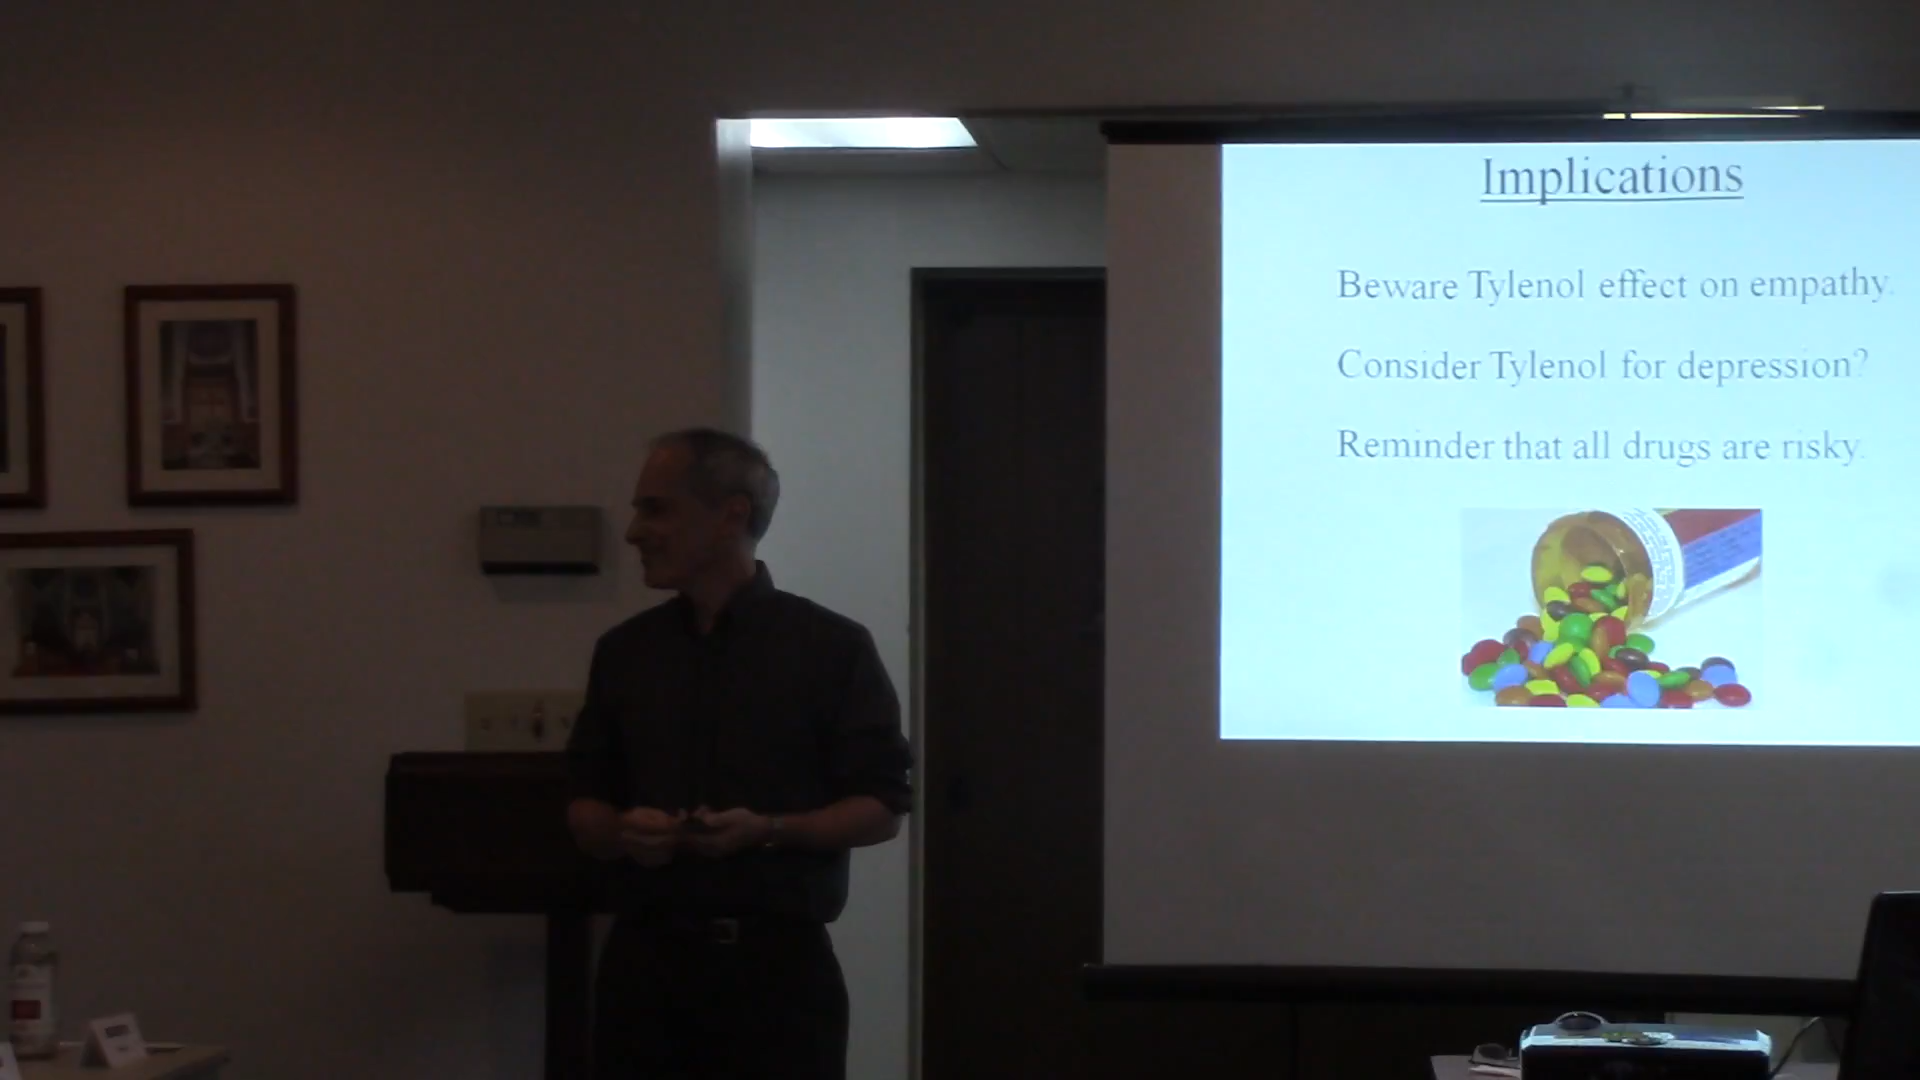 Implications
Beware Tylenol effect on empathy.
Consider Tylenol for depression?
Reminder that all drugs are risky.